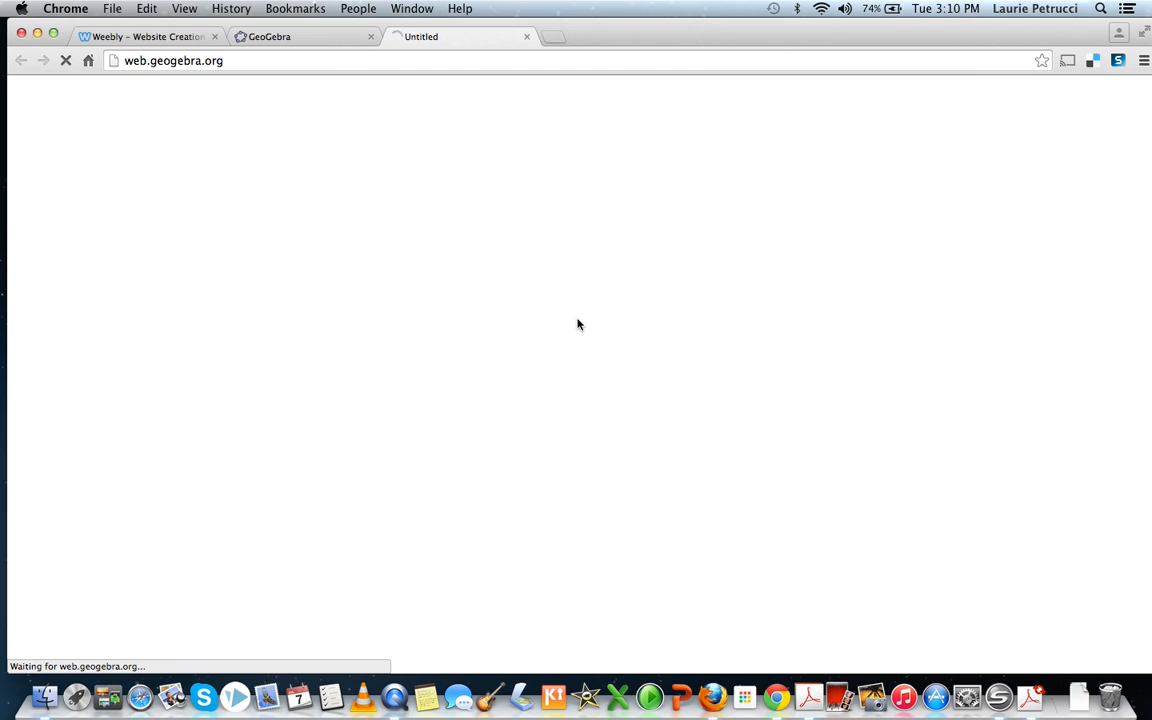 Chrome File Edit View History Bookmarks People Window Help 74% Tue 3:10 PM Laurie Petrucci
W Weebly – Website Creation GeoGebra Untitled
web.geogebra.org S
Waiting for web.geogebra.org...
S 7 K! X P S